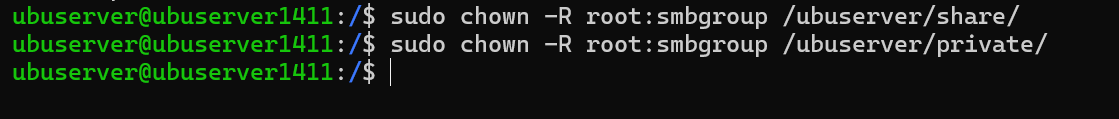 ubuserver@ubuserver1411:/$ sudo chown -R root:smbgroup /ubuserver/share/
ubuserver@ubuserver1411:/$ sudo chown -R root:smbgroup /ubuserver/private/
ubuserver@ubuserver1411:/$